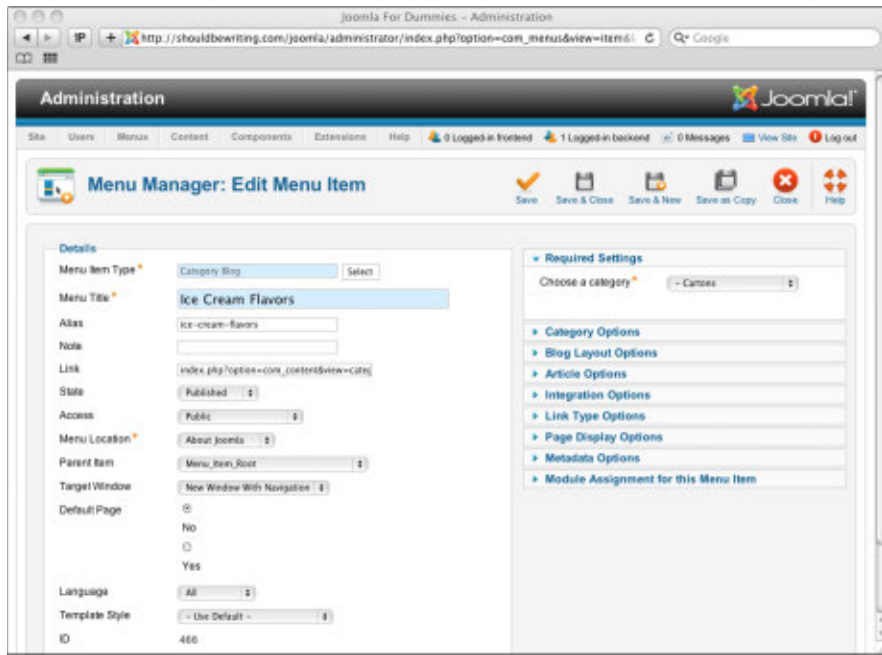 Joomla For Dummies – Administration
http://shouldbewriting.com/joomla/administrator/index.php?option=com_menus&view=item&l
Google
Administration
Joomla!
Site Users Menus Content Components Extensions Help 0 Logged-in frontend 1 Logged-in backend 0 Messages View Site Log out
Menu Manager: Edit Menu Item
Save Save & Close Save & New Save as Copy Close Help
Details
Menu Item Type * Category Blog Select
Menu Title * Ice Cream Flavors
Alias ice-cream-flavors
Note
Link index.php?option=com_content&view=categ
State Published
Access Public
Menu Location * About Joomla
Parent Item Menu_Item_Root
Target Window New Window With Navigation
Default Page
No
Yes
Language All
Template Style - Use Default -
ID 466
Required Settings
Choose a category * - Cartons
Category Options
Blog Layout Options
Article Options
Integration Options
Link Type Options
Page Display Options
Metadata Options
Module Assignment for this Menu Item